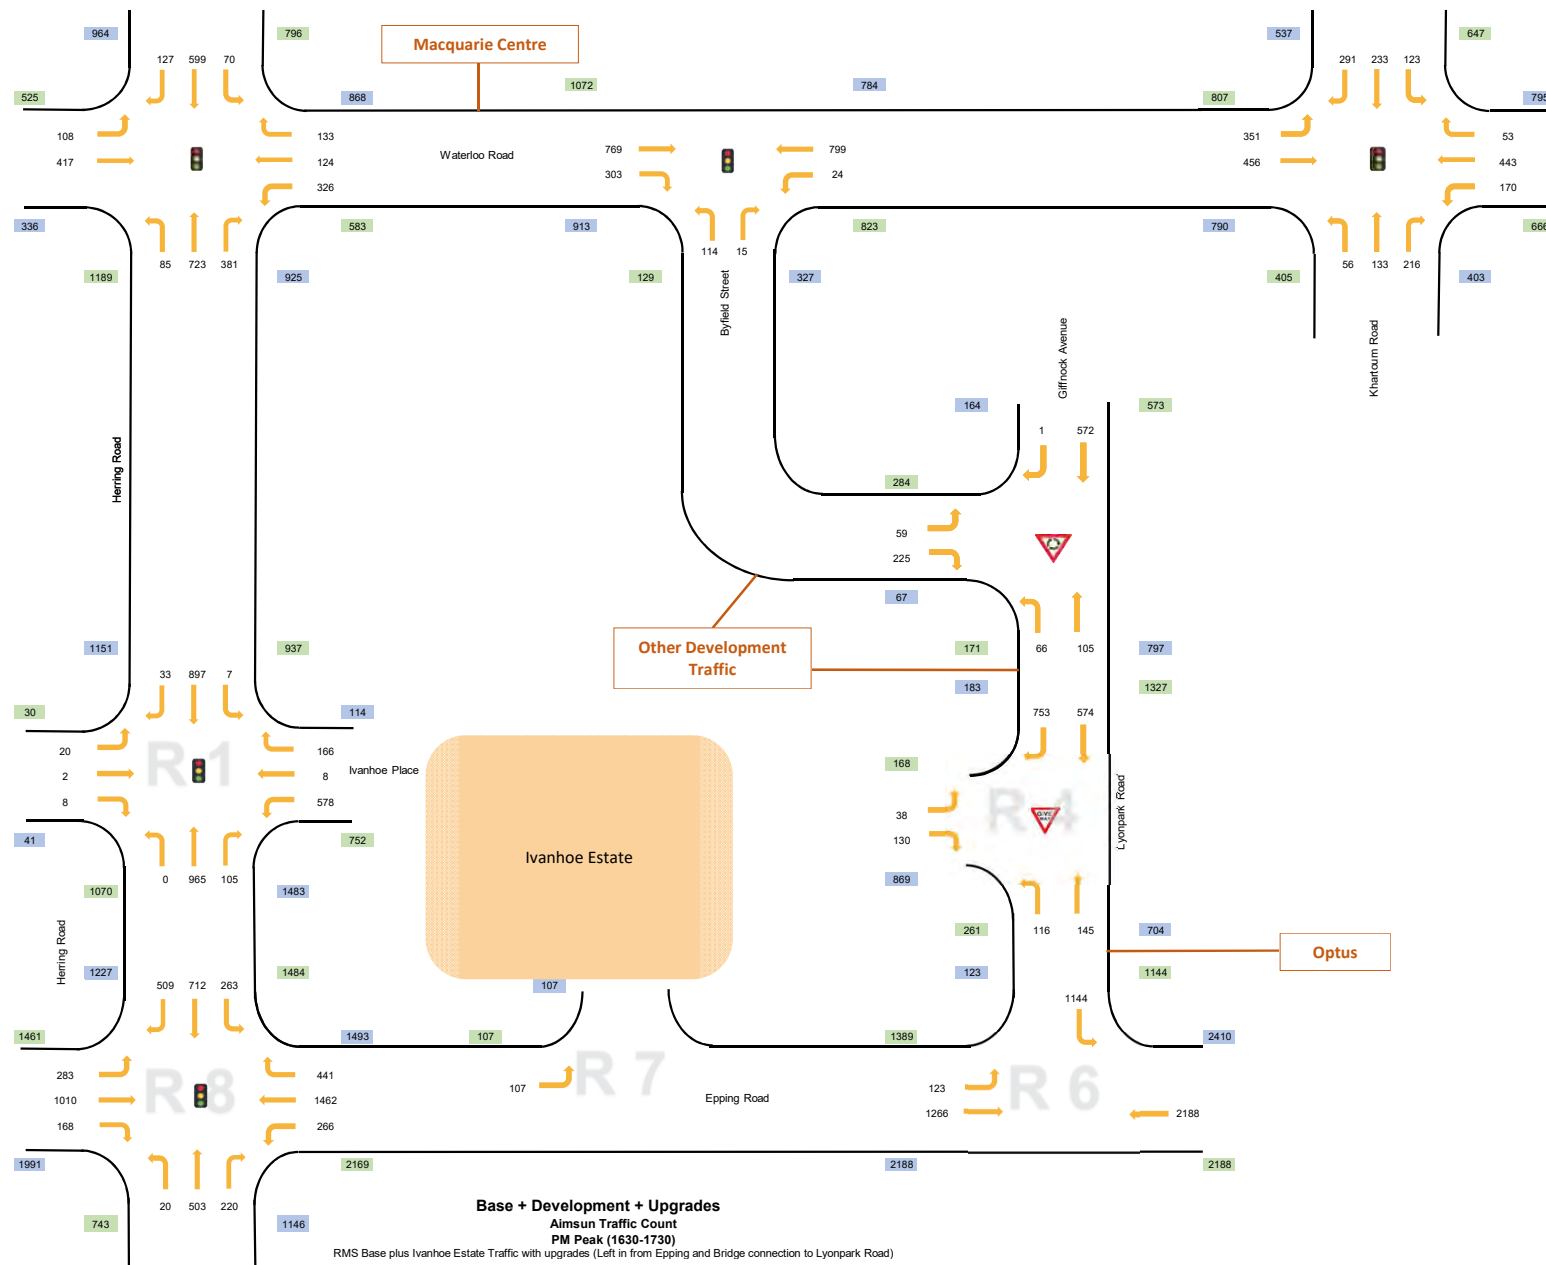 964
796
Macquarie Centre
537
647
127 599 70
291 233 123
525
868
1072
784
807
795
108
133
351
53
417
124
Waterloo Road
769
799
456
443
326
303
24
170
336
583
913
823
790
666
85 723 381
114 15
56 133 216
1189
925
129
Byfield Street
327
405
403
Giffnock Avenue
Khartoum Road
164
573
1 572
Herring Road
284
59
225
67
Other Development
Traffic
1151
937
171
66 105
797
183
1327
33 897 7
753 574
30
114
20
166
R 1
2
8
Ivanhoe Place
8
578
168
R 4
GIVE
WAY
Lyonpark Road
38
130
41
752
Ivanhoe Estate
869
0 965 105
1070
1483
Herring Road
261
116 145
704
Optus
1227
1484
107
123
1144
509 712 263
1144
1461
1493
107
1389
2410
283
441
R 8
R 7
R 6
107
123
1010
1462
Epping Road
1266
2188
168
266
1991
2169
2188
2188
20 503 220
743
1146
Base + Development + Upgrades
Aimsun Traffic Count
PM Peak (1630-1730)
RMS Base plus Ivanhoe Estate Traffic with upgrades (Left in from Epping and Bridge connection to Lyonpark Road)